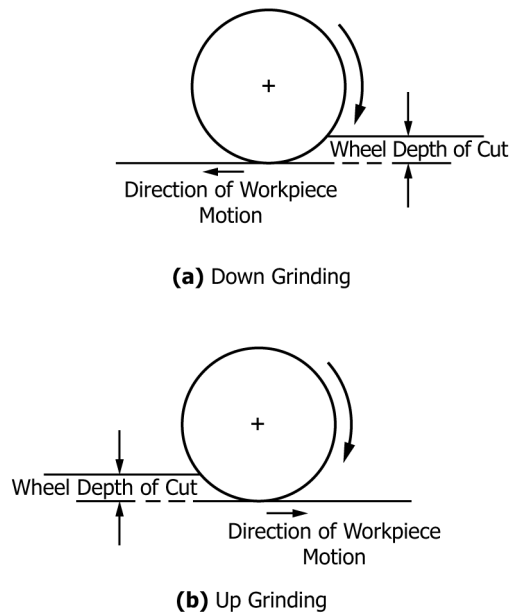 Wheel Depth of Cut
Direction of Workpiece
Motion
(a) Down Grinding
Wheel Depth of Cut
Direction of Workpiece
Motion
(b) Up Grinding